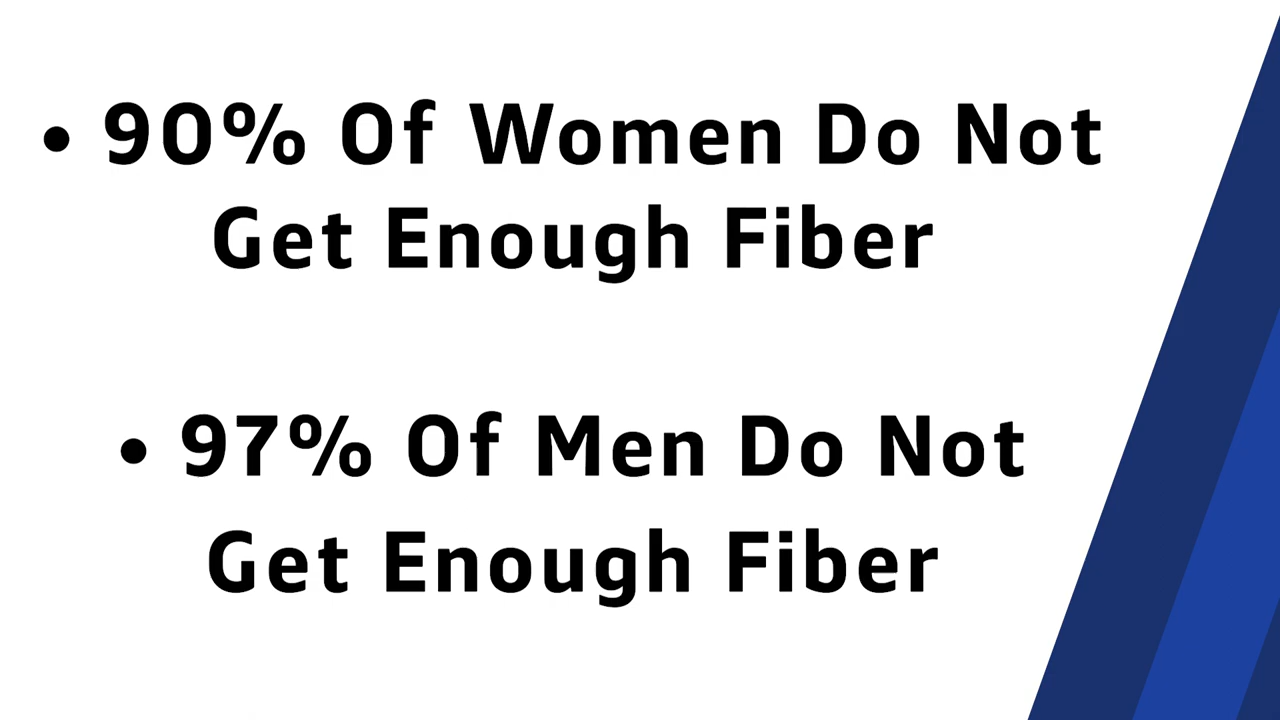 • 90% Of Women Do Not
Get Enough Fiber
• 97% Of Men Do Not
Get Enough Fiber